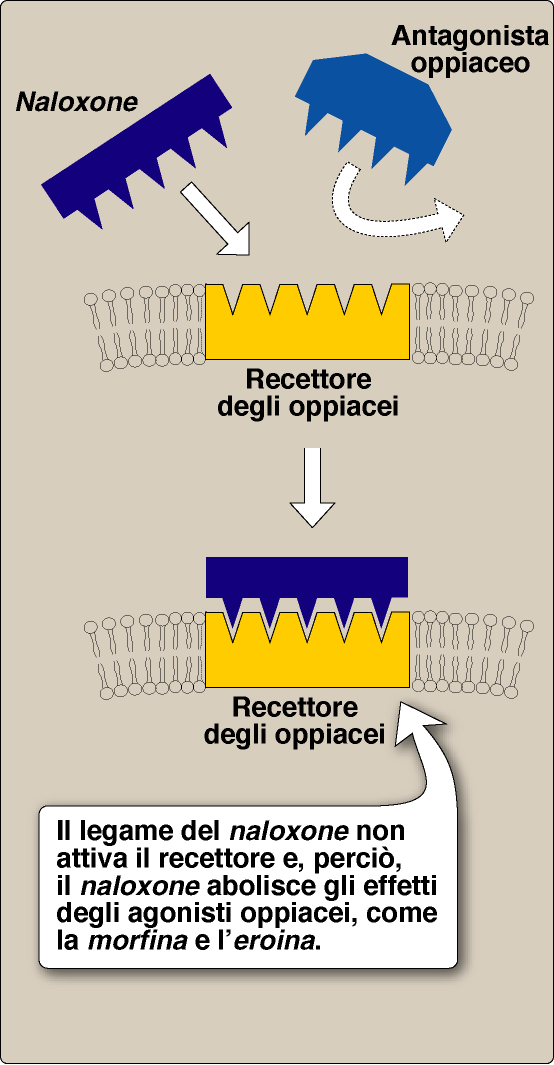 Antagonista
oppiaceo
Naloxone
Recettore
degli oppiacei
Recettore
degli oppiacei
Il legame del naloxone non
attiva il recettore e, perciò,
il naloxone abolisce gli effetti
degli agonisti oppiacei, come
la morfina e l'eroina.